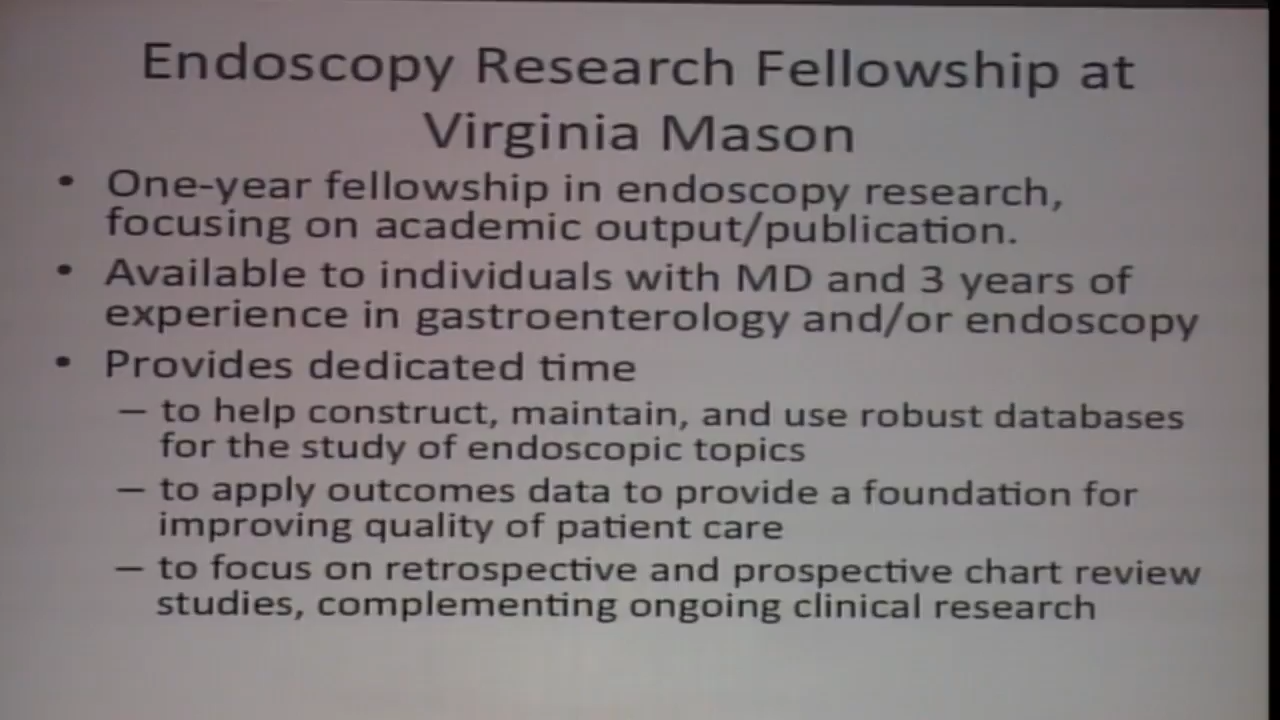 Endoscopy Research Fellowship at
Virginia Mason
• One-year fellowship in endoscopy research,
focusing on academic output/publication.
• Available to individuals with MD and 3 years of
experience in gastroenterology and/or endoscopy
• Provides dedicated time
– to help construct, maintain, and use robust databases
for the study of endoscopic topics
– to apply outcomes data to provide a foundation for
improving quality of patient care
– to focus on retrospective and prospective chart review
studies, complementing ongoing clinical research